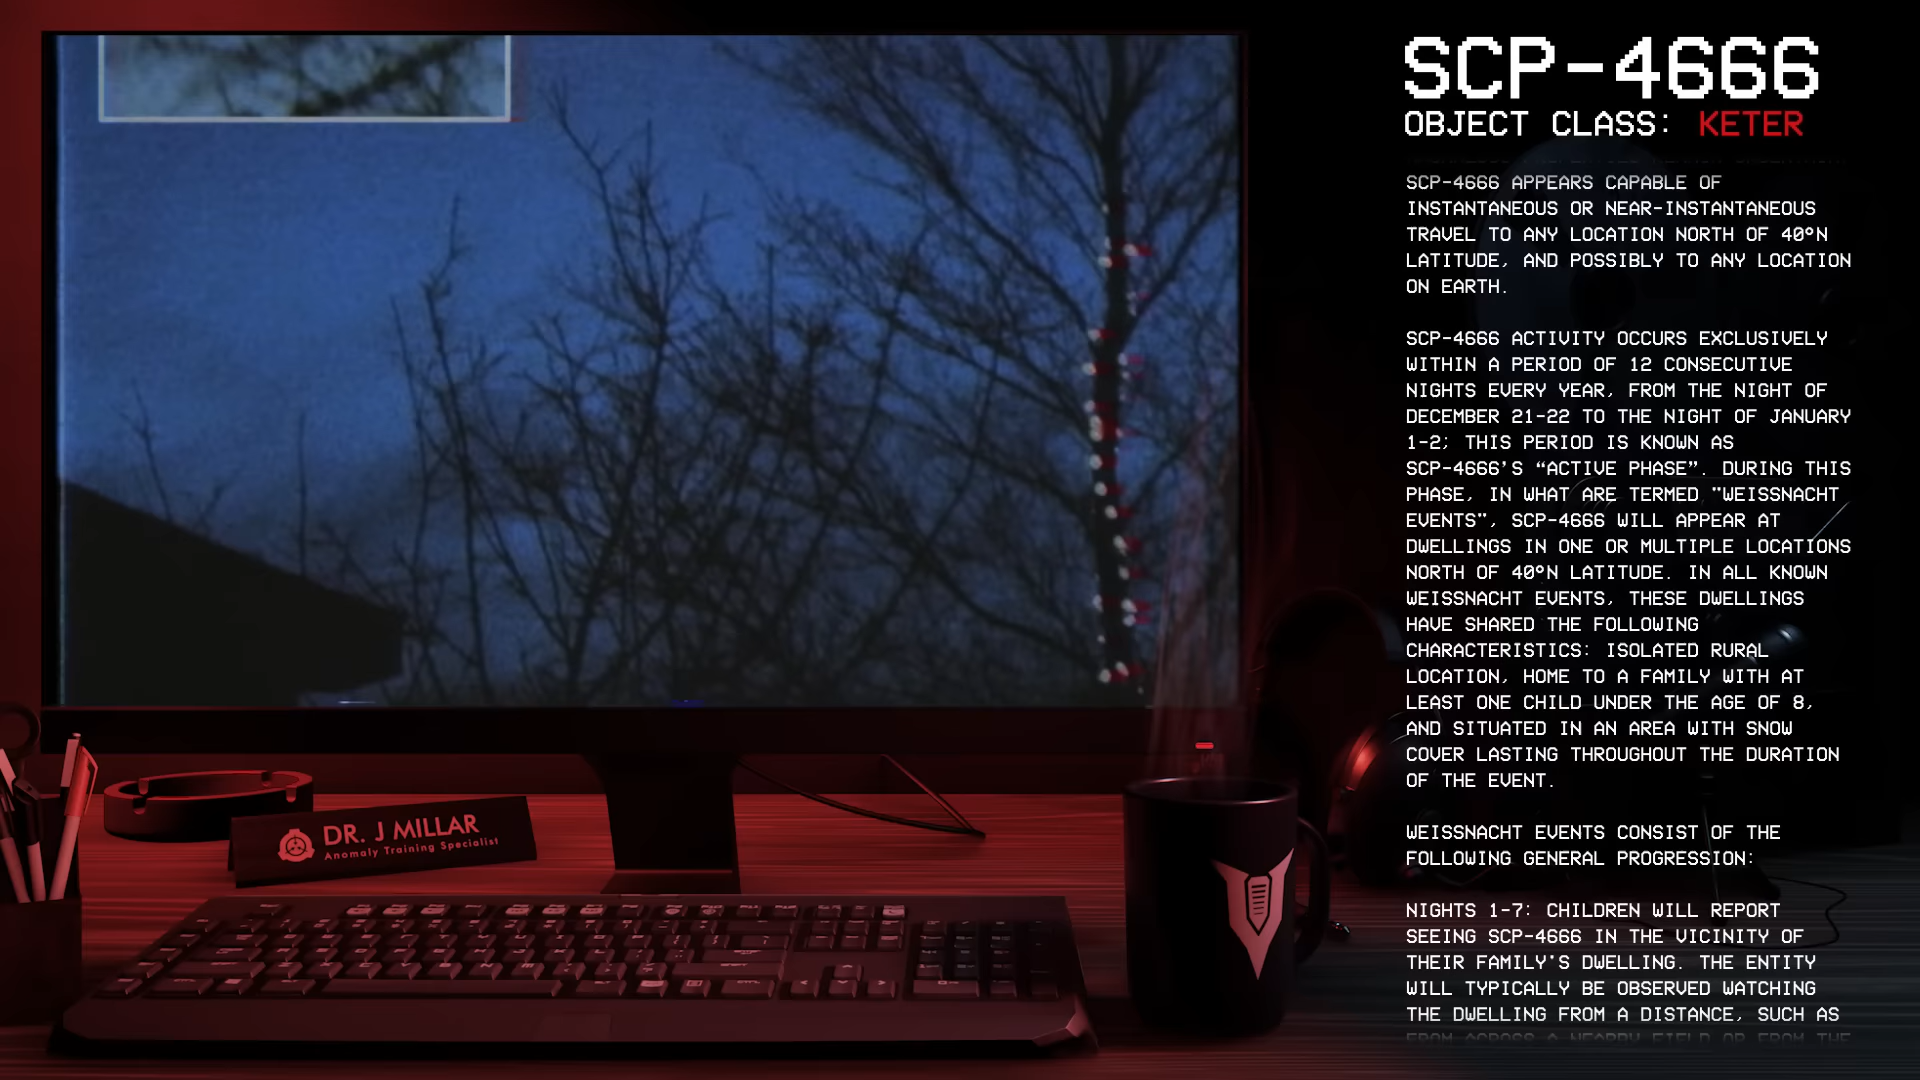 SCP-4666
OBJECT CLASS: KETER
SCP-4666 APPEARS CAPABLE OF
INSTANTANEOUS OR NEAR-INSTANTANEOUS
TRAVEL TO ANY LOCATION NORTH OF 40°N
LATITUDE, AND POSSIBLY TO ANY LOCATION
ON EARTH.
SCP-4666 ACTIVITY OCCURS EXCLUSIVELY
WITHIN A PERIOD OF 12 CONSECUTIVE
NIGHTS EVERY YEAR, FROM THE NIGHT OF
DECEMBER 21-22 TO THE NIGHT OF JANUARY
1-2; THIS PERIOD IS KNOWN AS
SCP-4666'S “ACTIVE PHASE”. DURING THIS
PHASE, IN WHAT ARE TERMED "WEISSNACHT
EVENTS", SCP-4666 WILL APPEAR AT
DWELLINGS IN ONE OR MULTIPLE LOCATIONS
NORTH OF 40°N LATITUDE. IN ALL KNOWN
WEISSNACHT EVENTS, THESE DWELLINGS
HAVE SHARED THE FOLLOWING
CHARACTERISTICS: ISOLATED RURAL
LOCATION, HOME TO A FAMILY WITH AT
LEAST ONE CHILD UNDER THE AGE OF 8,
AND SITUATED IN AN AREA WITH SNOW
COVER LASTING THROUGHOUT THE DURATION
OF THE EVENT.
WEISSNACHT EVENTS CONSIST OF THE
FOLLOWING GENERAL PROGRESSION:
NIGHTS 1-7: CHILDREN WILL REPORT
SEEING SCP-4666 IN THE VICINITY OF
THEIR FAMILY'S DWELLING. THE ENTITY
WILL TYPICALLY BE OBSERVED WATCHING
THE DWELLING FROM A DISTANCE, SUCH AS
FROM ACROSS A NEARBY FIELD OR FROM THE
DR. J MILLAR
Anomaly Training Specialist